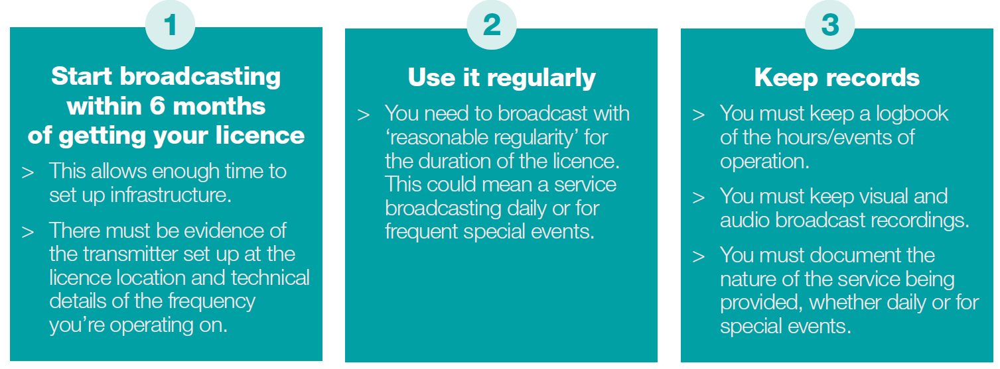 1
Start broadcasting
within 6 months
of getting your licence
> This allows enough time to
set up infrastructure.
> There must be evidence of
the transmitter set up at the
licence location and technical
details of the frequency
you’re operating on.
2
Use it regularly
> You need to broadcast with
‘reasonable regularity’ for
the duration of the licence.
This could mean a service
broadcasting daily or for
frequent special events.
3
Keep records
> You must keep a logbook
of the hours/events of
operation.
> You must keep visual and
audio broadcast recordings.
> You must document the
nature of the service being
provided, whether daily or for
special events.